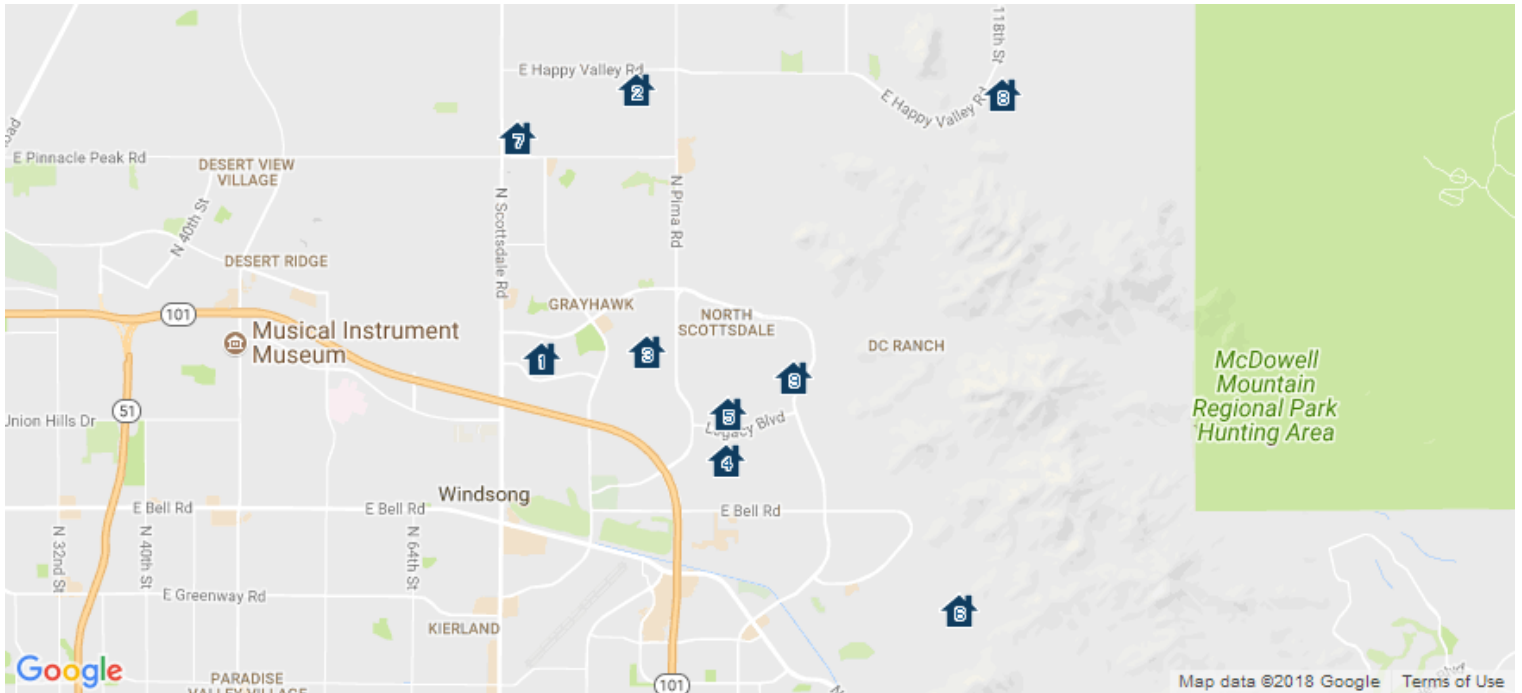 118th St
E Happy Valley Rd
2
E Happy Valley Rd
8
7
E Pinnacle Peak Rd
DESERT VIEW
VILLAGE
N 40th St
N Scottsdale Rd
N Pima Rd
DESERT RIDGE
GRAYHAWK
101
NORTH
SCOTTSDALE
Musical Instrument
Museum
1
3
DC RANCH
9
McDowell
Mountain
Regional Park
Hunting Area
51
Union Hills Dr
5
Legacy Blvd
4
Windsong
E Bell Rd
E Bell Rd
E Bell Rd
N 32nd St
N 40th St
N 64th St
E Greenway Rd
6
KIERLAND
Google
PARADISE
VALLEY VILLAGE
101
Map data ©2018 Google
Terms of Use